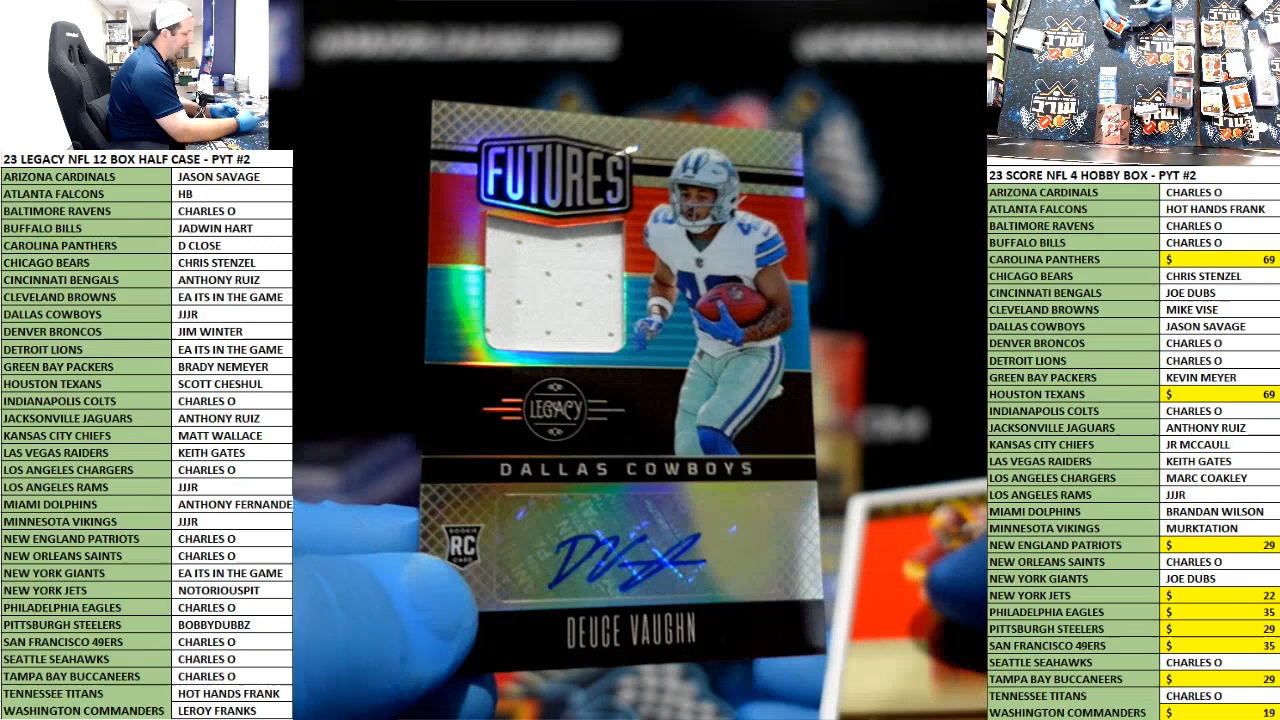 23 LEGACY NFL 12 BOX HALF CASE - PYT #2
ARIZONA CARDINALS JASON SAVAGE
ATLANTA FALCONS HB
BALTIMORE RAVENS CHARLES O
BUFFALO BILLS JADWIN HART
CAROLINA PANTHERS D CLOSE
CHICAGO BEARS CHRIS STENZEL
CINCINNATI BENGALS ANTHONY RUIZ
CLEVELAND BROWNS EA ITS IN THE GAME
DALLAS COWBOYS JJJR
DENVER BRONCOS JIM WINTER
DETROIT LIONS EA ITS IN THE GAME
GREEN BAY PACKERS BRADY NEMEYER
HOUSTON TEXANS SCOTT CHESHUL
INDIANAPOLIS COLTS CHARLES O
JACKSONVILLE JAGUARS ANTHONY RUIZ
KANSAS CITY CHIEFS MATT WALLACE
LAS VEGAS RAIDERS KEITH GATES
LOS ANGELES CHARGERS CHARLES O
LOS ANGELES RAMS JJJR
MIAMI DOLPHINS ANTHONY FERNANDE
MINNESOTA VIKINGS JJJR
NEW ENGLAND PATRIOTS CHARLES O
NEW ORLEANS SAINTS CHARLES O
NEW YORK GIANTS EA ITS IN THE GAME
NEW YORK JETS NOTORIOUSPIT
PHILADELPHIA EAGLES CHARLES O
PITTSBURGH STEELERS BOBBYDUBBZ
SAN FRANCISCO 49ERS CHARLES O
SEATTLE SEAHAWKS CHARLES O
TAMPA BAY BUCCANEERS CHARLES O
TENNESSEE TITANS HOT HANDS FRANK
WASHINGTON COMMANDERS LEROY FRANKS
FUTURES
LEGACY
DALLAS COWBOYS
ROOKIE
RC
CARD
DEUCE VAUGHN
23 SCORE NFL 4 HOBBY BOX - PYT #2
ARIZONA CARDINALS CHARLES O
ATLANTA FALCONS HOT HANDS FRANK
BALTIMORE RAVENS CHARLES O
BUFFALO BILLS CHARLES O
CAROLINA PANTHERS $ 69
CHICAGO BEARS CHRIS STENZEL
CINCINNATI BENGALS JOE DUBS
CLEVELAND BROWNS MIKE VISE
DALLAS COWBOYS JASON SAVAGE
DENVER BRONCOS CHARLES O
DETROIT LIONS CHARLES O
GREEN BAY PACKERS KEVIN MEYER
HOUSTON TEXANS $ 69
INDIANAPOLIS COLTS CHARLES O
JACKSONVILLE JAGUARS ANTHONY RUIZ
KANSAS CITY CHIEFS JR MCCAULL
LAS VEGAS RAIDERS KEITH GATES
LOS ANGELES CHARGERS MARC COAKLEY
LOS ANGELES RAMS JJJR
MIAMI DOLPHINS BRANDAN WILSON
MINNESOTA VIKINGS MURKTATION
NEW ENGLAND PATRIOTS $ 29
NEW ORLEANS SAINTS CHARLES O
NEW YORK GIANTS JOE DUBS
NEW YORK JETS $ 22
PHILADELPHIA EAGLES $ 35
PITTSBURGH STEELERS $ 29
SAN FRANCISCO 49ERS $ 35
SEATTLE SEAHAWKS CHARLES O
TAMPA BAY BUCCANEERS $ 29
TENNESSEE TITANS CHARLES O
WASHINGTON COMMANDERS $ 19